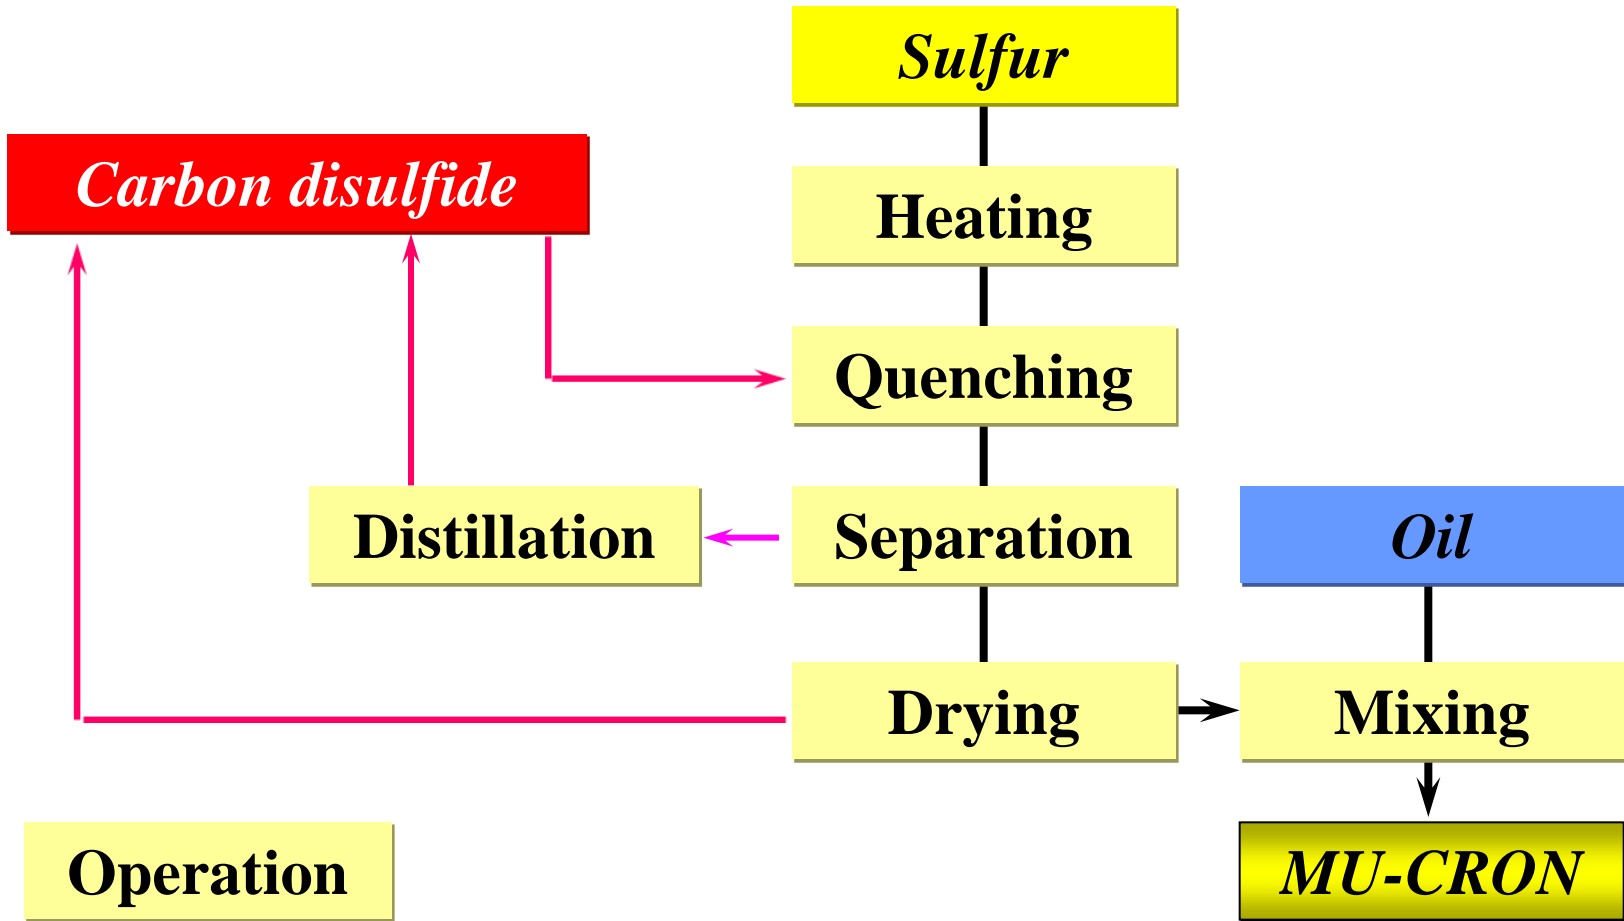 Sulfur
Carbon disulfide
Heating
Quenching
Distillation
Separation
Oil
Drying
Mixing
Operation
MU-CRON